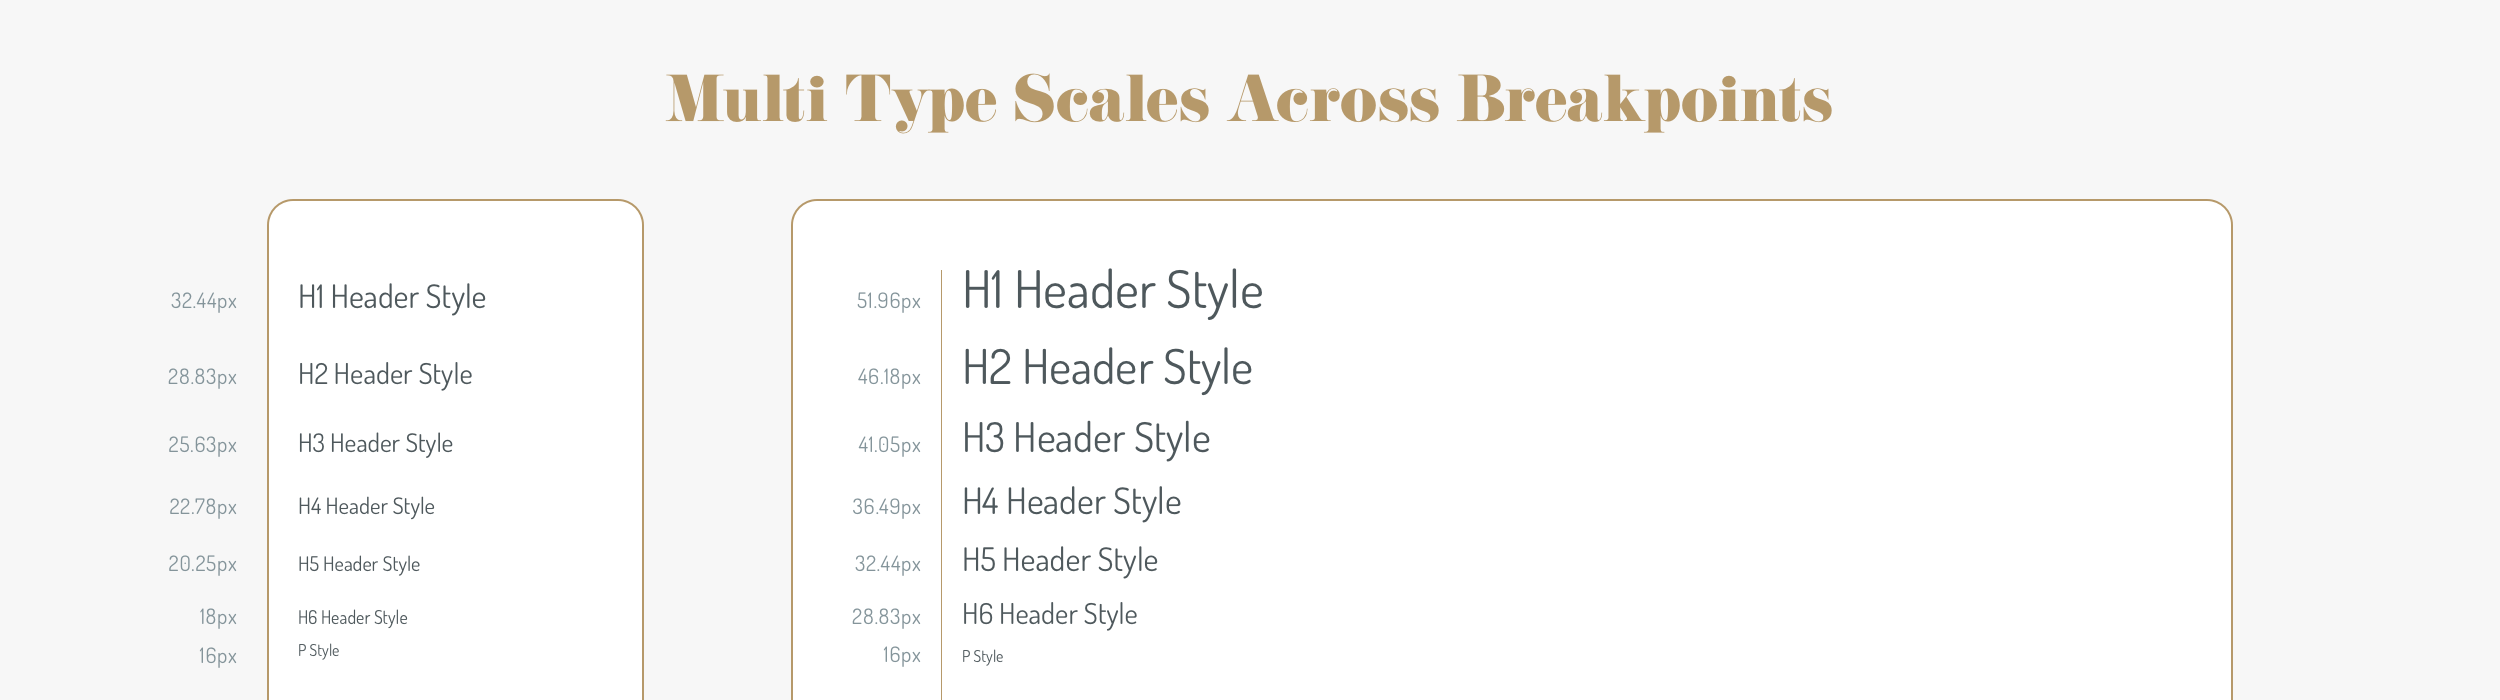 Multi Type Scales Across Breakpoints
32.44px H1 Header Style
28.83px H2 Header Style
25.63px H3 Header Style
22.78px H4 Header Style
20.25px H5 Header Style
18px H6 Header Style
16px P Style
51.96px H1 Header Style
46.18px H2 Header Style
41.05px H3 Header Style
36.49px H4 Header Style
32.44px H5 Header Style
28.83px H6 Header Style
16px P Style